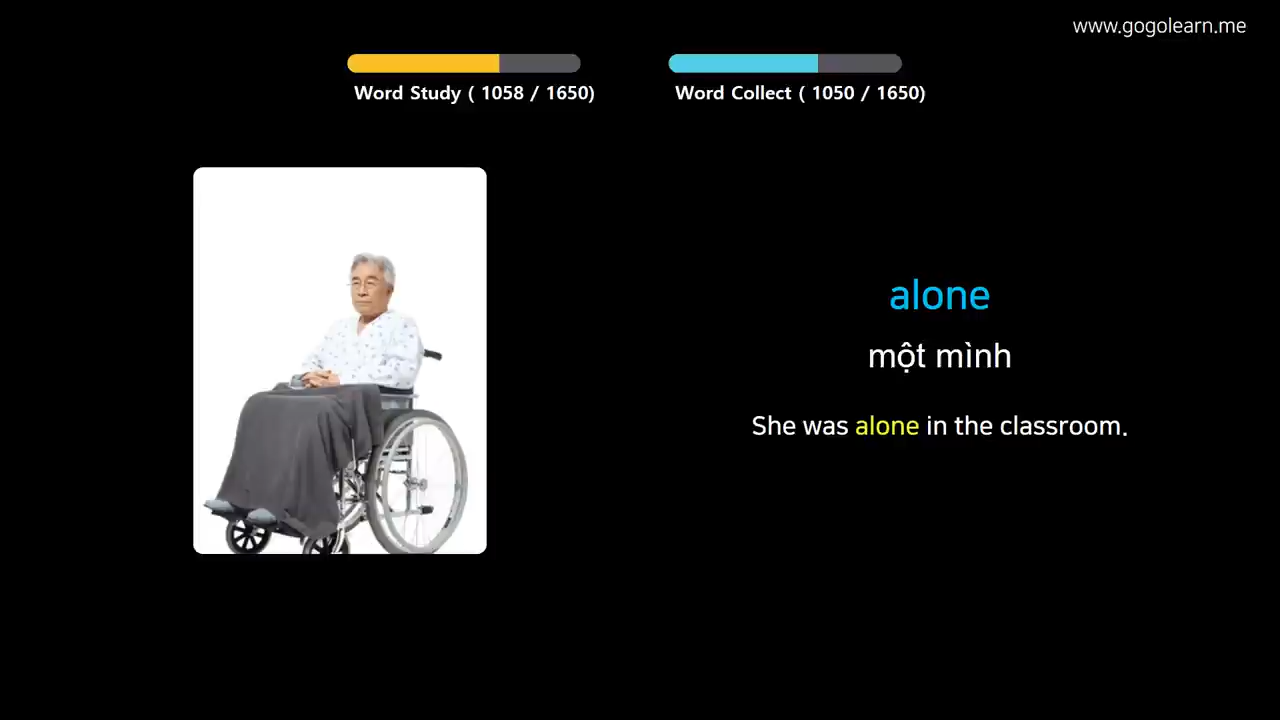 www.gogolearn.me
Word Study ( 1058 / 1650)
Word Collect ( 1050 / 1650)
alone
một mình
She was alone in the classroom.